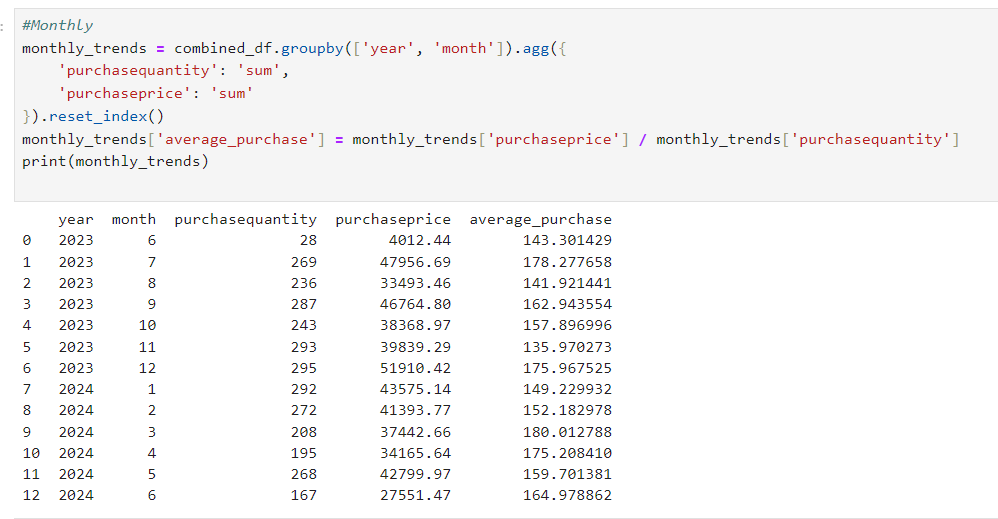 :
#Monthly
monthly_trends = combined_df.groupby(['year', 'month']).agg({
    'purchasequantity': 'sum',
    'purchaseprice': 'sum'
}).reset_index()
monthly_trends['average_purchase'] = monthly_trends['purchaseprice'] / monthly_trends['purchasequantity']
print(monthly_trends)
    year  month  purchasequantity  purchaseprice  average_purchase
0   2023      6                28        4012.44        143.301429
1   2023      7               269       47956.69        178.277658
2   2023      8               236       33493.46        141.921441
3   2023      9               287       46764.80        162.943554
4   2023     10               243       38368.97        157.896996
5   2023     11               293       39839.29        135.970273
6   2023     12               295       51910.42        175.967525
7   2024      1               292       43575.14        149.229932
8   2024      2               272       41393.77        152.182978
9   2024      3               208       37442.66        180.012788
10  2024      4               195       34165.64        175.208410
11  2024      5               268       42799.97        159.701381
12  2024      6               167       27551.47        164.978862